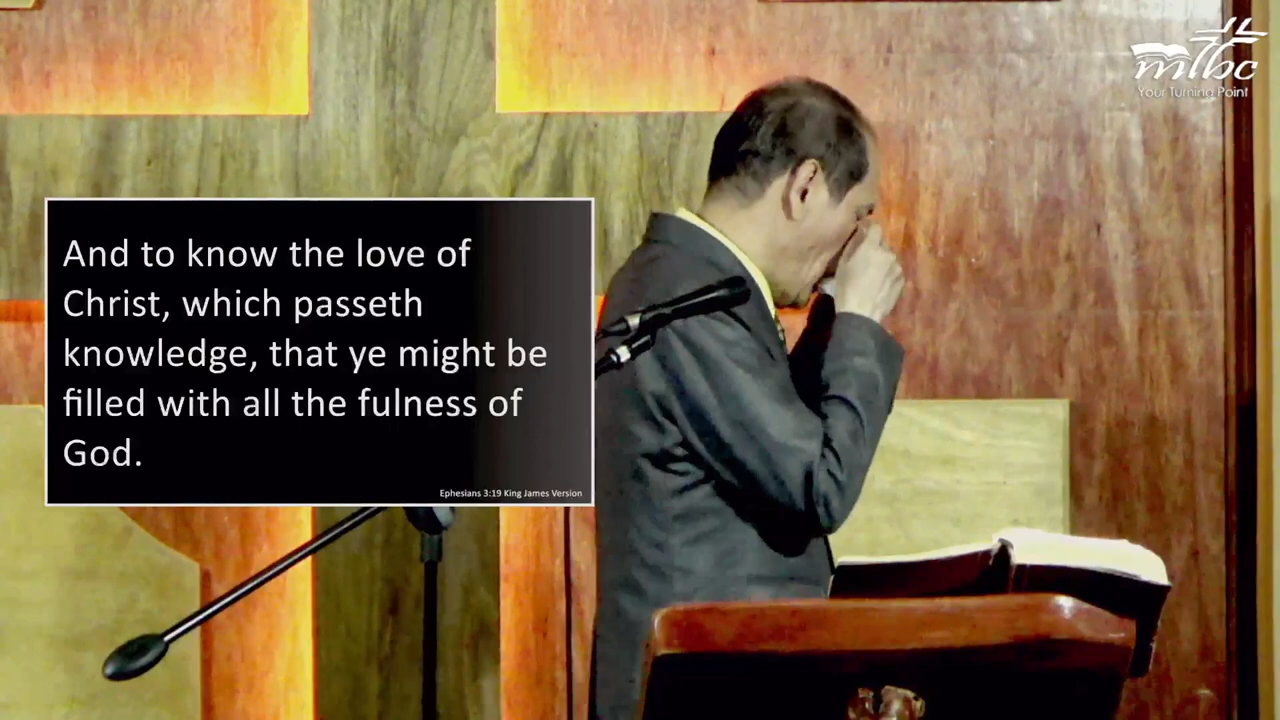 mtbc
Your Turning Point
And to know the love of
Christ, which passeth
knowledge, that ye might be
filled with all the fulness of
God.
Ephesians 3:19 King James Version